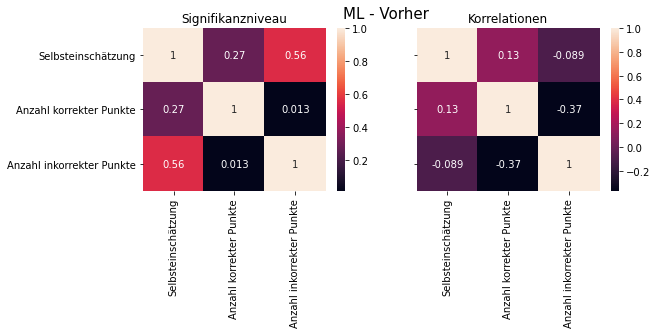 ML - Vorher
Signifikanzniveau
Selbsteinschätzung
Anzahl korrekter Punkte
Anzahl inkorrekter Punkte
1 0.27 0.56
0.27 1 0.013
0.56 0.013 1
Selbsteinschätzung
Anzahl korrekter Punkte
Anzahl inkorrekter Punkte
1.0
0.8
0.6
0.4
0.2
Korrelationen
1 0.13 -0.089
0.13 1 -0.37
-0.089 -0.37 1
Selbsteinschätzung
Anzahl korrekter Punkte
Anzahl inkorrekter Punkte
1.0
0.8
0.6
0.4
0.2
0.0
−0.2